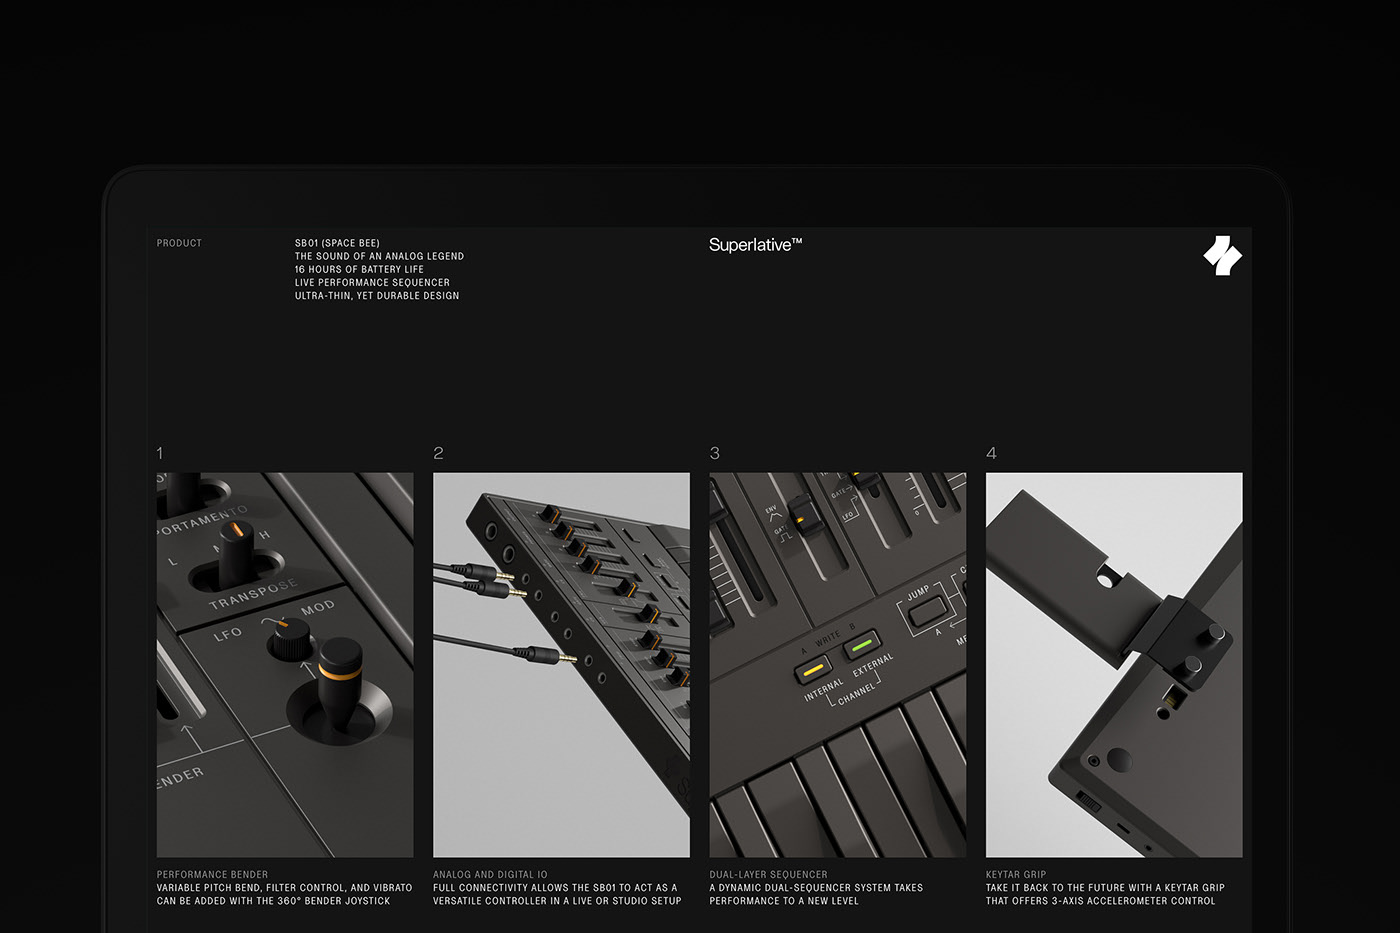 PRODUCT
SB01 (SPACE BEE)
THE SOUND OF AN ANALOG LEGEND
16 HOURS OF BATTERY LIFE
LIVE PERFORMANCE SEQUENCER
ULTRA-THIN, YET DURABLE DESIGN
Superlative™
1
2
3
4
PORTAMENTO
L
M
H
TRANSPOSE
LFO
MOD
ENDER
ENV
GATE
LFO
0
JUMP
A
A WRITE B
INTERNAL
EXTERNAL
CHANNEL
PERFORMANCE BENDER
VARIABLE PITCH BEND, FILTER CONTROL, AND VIBRATO
CAN BE ADDED WITH THE 360° BENDER JOYSTICK
ANALOG AND DIGITAL IO
FULL CONNECTIVITY ALLOWS THE SB01 TO ACT AS A
VERSATILE CONTROLLER IN A LIVE OR STUDIO SETUP
DUAL-LAYER SEQUENCER
A DYNAMIC DUAL-SEQUENCER SYSTEM TAKES
PERFORMANCE TO A NEW LEVEL
KEYTAR GRIP
TAKE IT BACK TO THE FUTURE WITH A KEYTAR GRIP
THAT OFFERS 3-AXIS ACCELEROMETER CONTROL